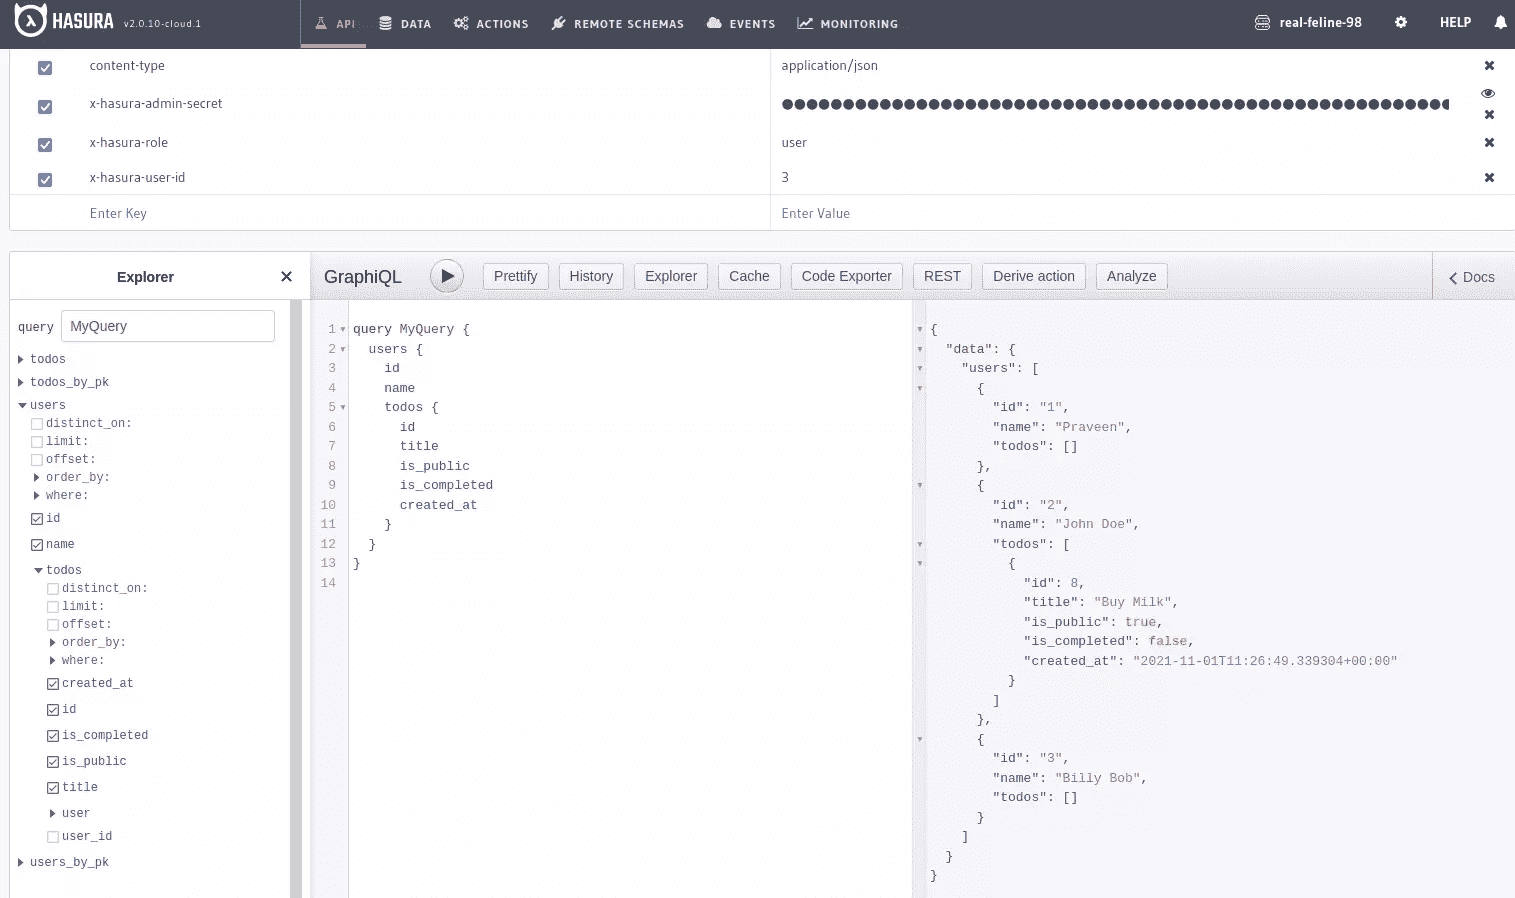 HASURA v2.0.10-cloud.1 API DATA ACTIONS REMOTE SCHEMAS EVENTS MONITORING real-feline-98 HELP
content-type application/json
x-hasura-admin-secret ●●●●●●●●●●●●●●●●●●●●●●●●●●●●●●●●●●●●●●●●●●●●●●●●●●●●●●●
x-hasura-role user
x-hasura-user-id 3
Enter Key Enter Value
Explorer
query MyQuery
todos
todos_by_pk
users
distinct_on:
limit:
offset:
order_by:
where:
id
name
todos
distinct_on:
limit:
offset:
order_by:
where:
created_at
id
is_completed
is_public
title
user
user_id
users_by_pk
GraphiQL Prettify History Explorer Cache Code Exporter REST Derive action Analyze Docs
1 query MyQuery {
2 users {
3 id
4 name
5 todos {
6 id
7 title
8 is_public
9 is_completed
10 created_at
11 }
12 }
13 }
14
{
"data": {
"users": [
{
"id": "1",
"name": "Praveen",
"todos": []
},
{
"id": "2",
"name": "John Doe",
"todos": [
{
"id": 8,
"title": "Buy Milk",
"is_public": true,
"is_completed": false,
"created_at": "2021-11-01T11:26:49.339304+00:00"
}
]
},
{
"id": "3",
"name": "Billy Bob",
"todos": []
}
]
}
}